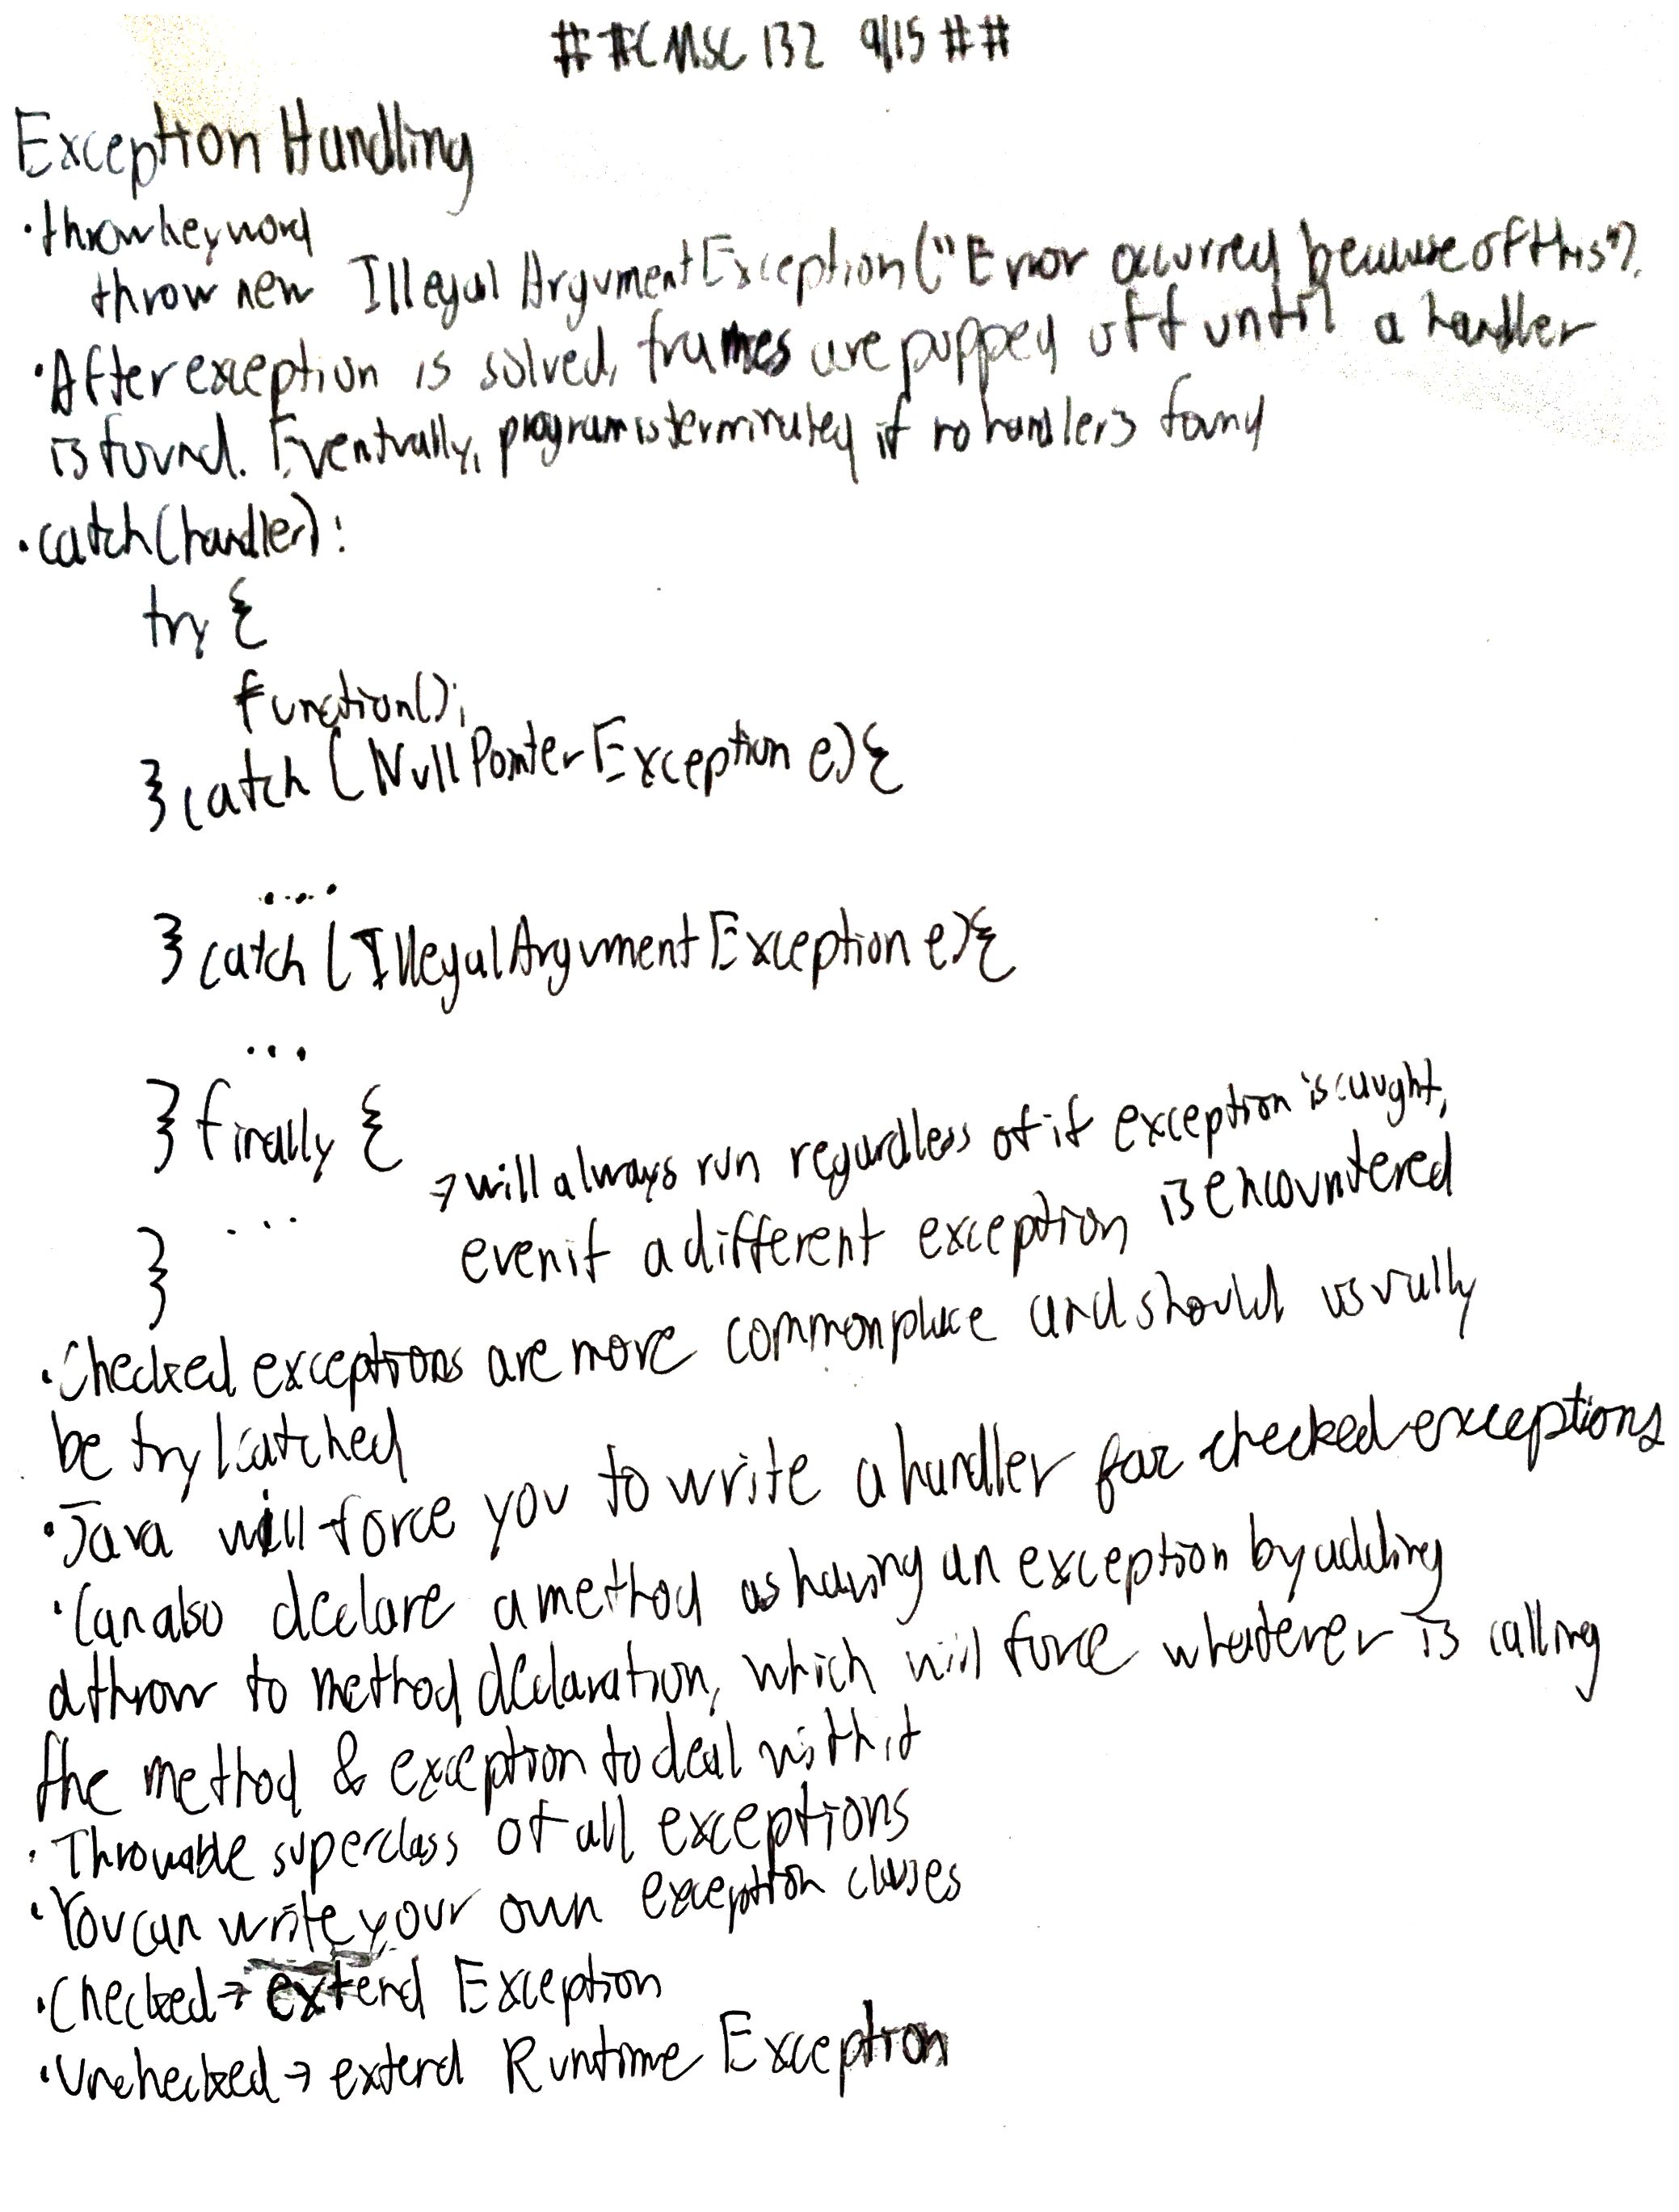 ##CMSC 132 9/15##
Exception Handling
· throw keyword
throw new IllegalArgumentException("Error occurred because of this");
· After exception is solved, frames are popped off until a handler
is found. Eventually, program is terminated if no handlers found
· catch (handler):
try {
function();
} catch (NullPointerException e) {
....
} catch (IllegalArgumentException e) {
...
} finally {
→ will always run regardless of if exception is caught,
... even if a different exception is encountered
}
· Checked exceptions are more commonplace and should usually
be try/catched
· Java will force you to write a handler for checked exceptions
· Can also declare a method as having an exception by adding
a throw to method declaration, which will force whatever is calling
the method & exception to deal with it
· Throwable superclass of all exceptions
· You can write your own exception classes
· Checked → extend Exception
· Unchecked → extend Runtime Exception